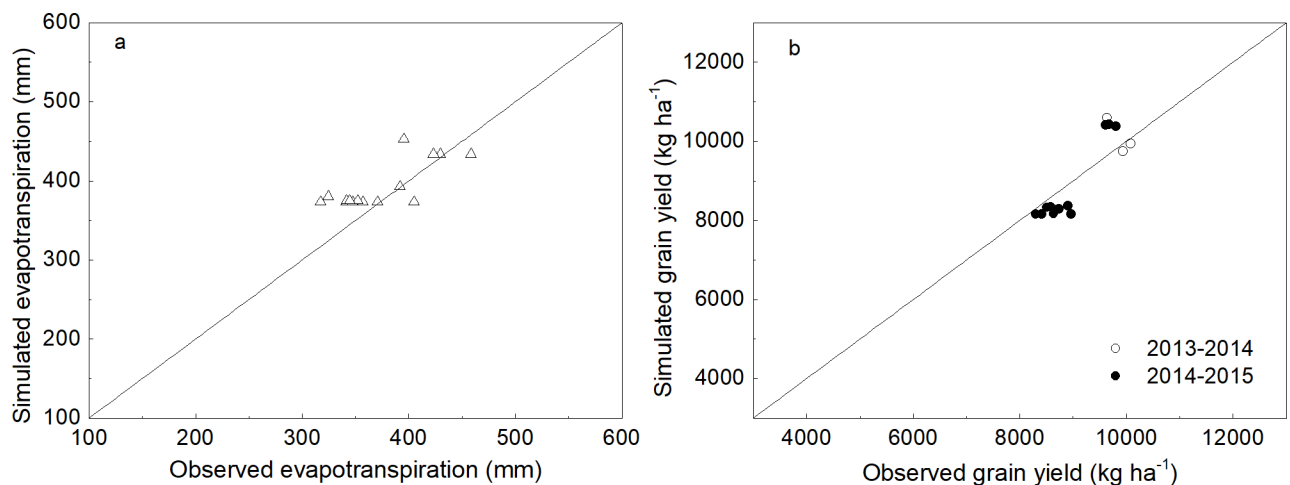 a
600
500
400
300
200
100
Simulated evapotranspiration (mm)
100 200 300 400 500 600
Observed evapotranspiration (mm)
b
12000
10000
8000
6000
4000
Simulated grain yield (kg ha⁻¹)
2013-2014
2014-2015
4000 6000 8000 10000 12000
Observed grain yield (kg ha⁻¹)